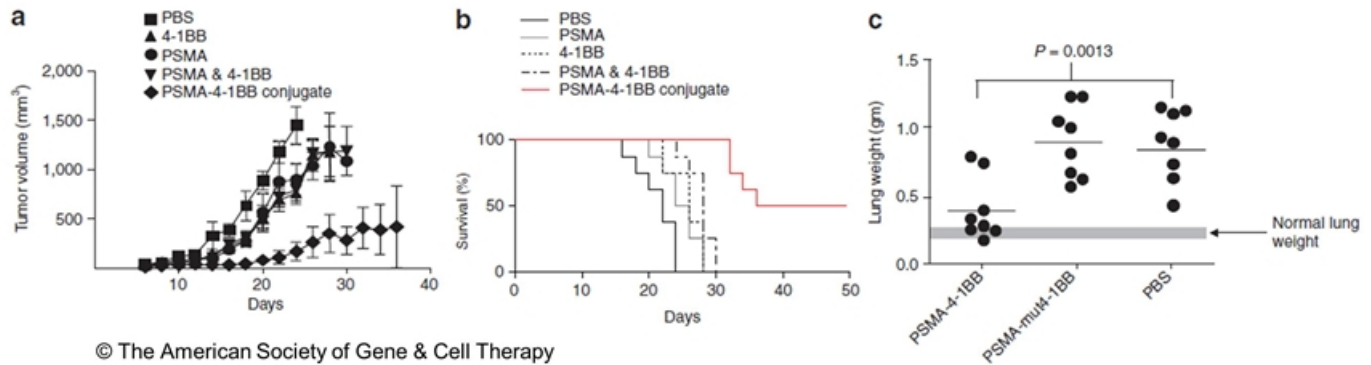 a
PBS
4-1BB
PSMA
PSMA & 4-1BB
PSMA-4-1BB conjugate
Tumor volume (mm³)
2,000
1,500
1,000
500
10
20
30
40
Days
b
PBS
PSMA
4-1BB
PSMA & 4-1BB
PSMA-4-1BB conjugate
Survival (%)
100
50
0
0
10
20
30
40
50
Days
c
P = 0.0013
Lung weight (gm)
1.5
1.0
0.5
0.0
Normal lung
weight
PSMA-4-1BB
PSMA-mut4-1BB
PBS
© The American Society of Gene & Cell Therapy